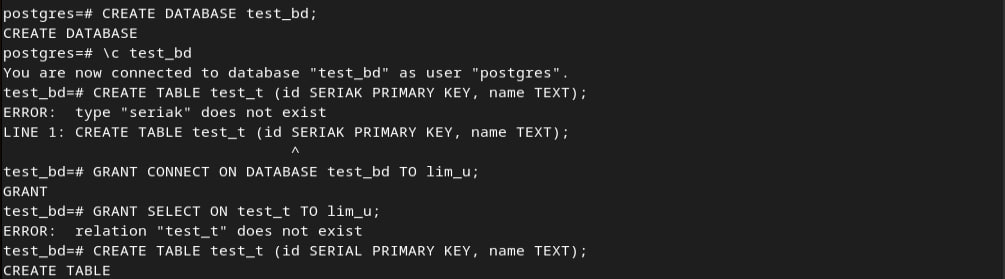 postgres=# CREATE DATABASE test_bd;
CREATE DATABASE
postgres=# \c test_bd
You are now connected to database "test_bd" as user "postgres".
test_bd=# CREATE TABLE test_t (id SERIAK PRIMARY KEY, name TEXT);
ERROR:  type "seriak" does not exist
LINE 1: CREATE TABLE test_t (id SERIAK PRIMARY KEY, name TEXT);
                                ^
test_bd=# GRANT CONNECT ON DATABASE test_bd TO lim_u;
GRANT
test_bd=# GRANT SELECT ON test_t TO lim_u;
ERROR:  relation "test_t" does not exist
test_bd=# CREATE TABLE test_t (id SERIAL PRIMARY KEY, name TEXT);
CREATE TABLE